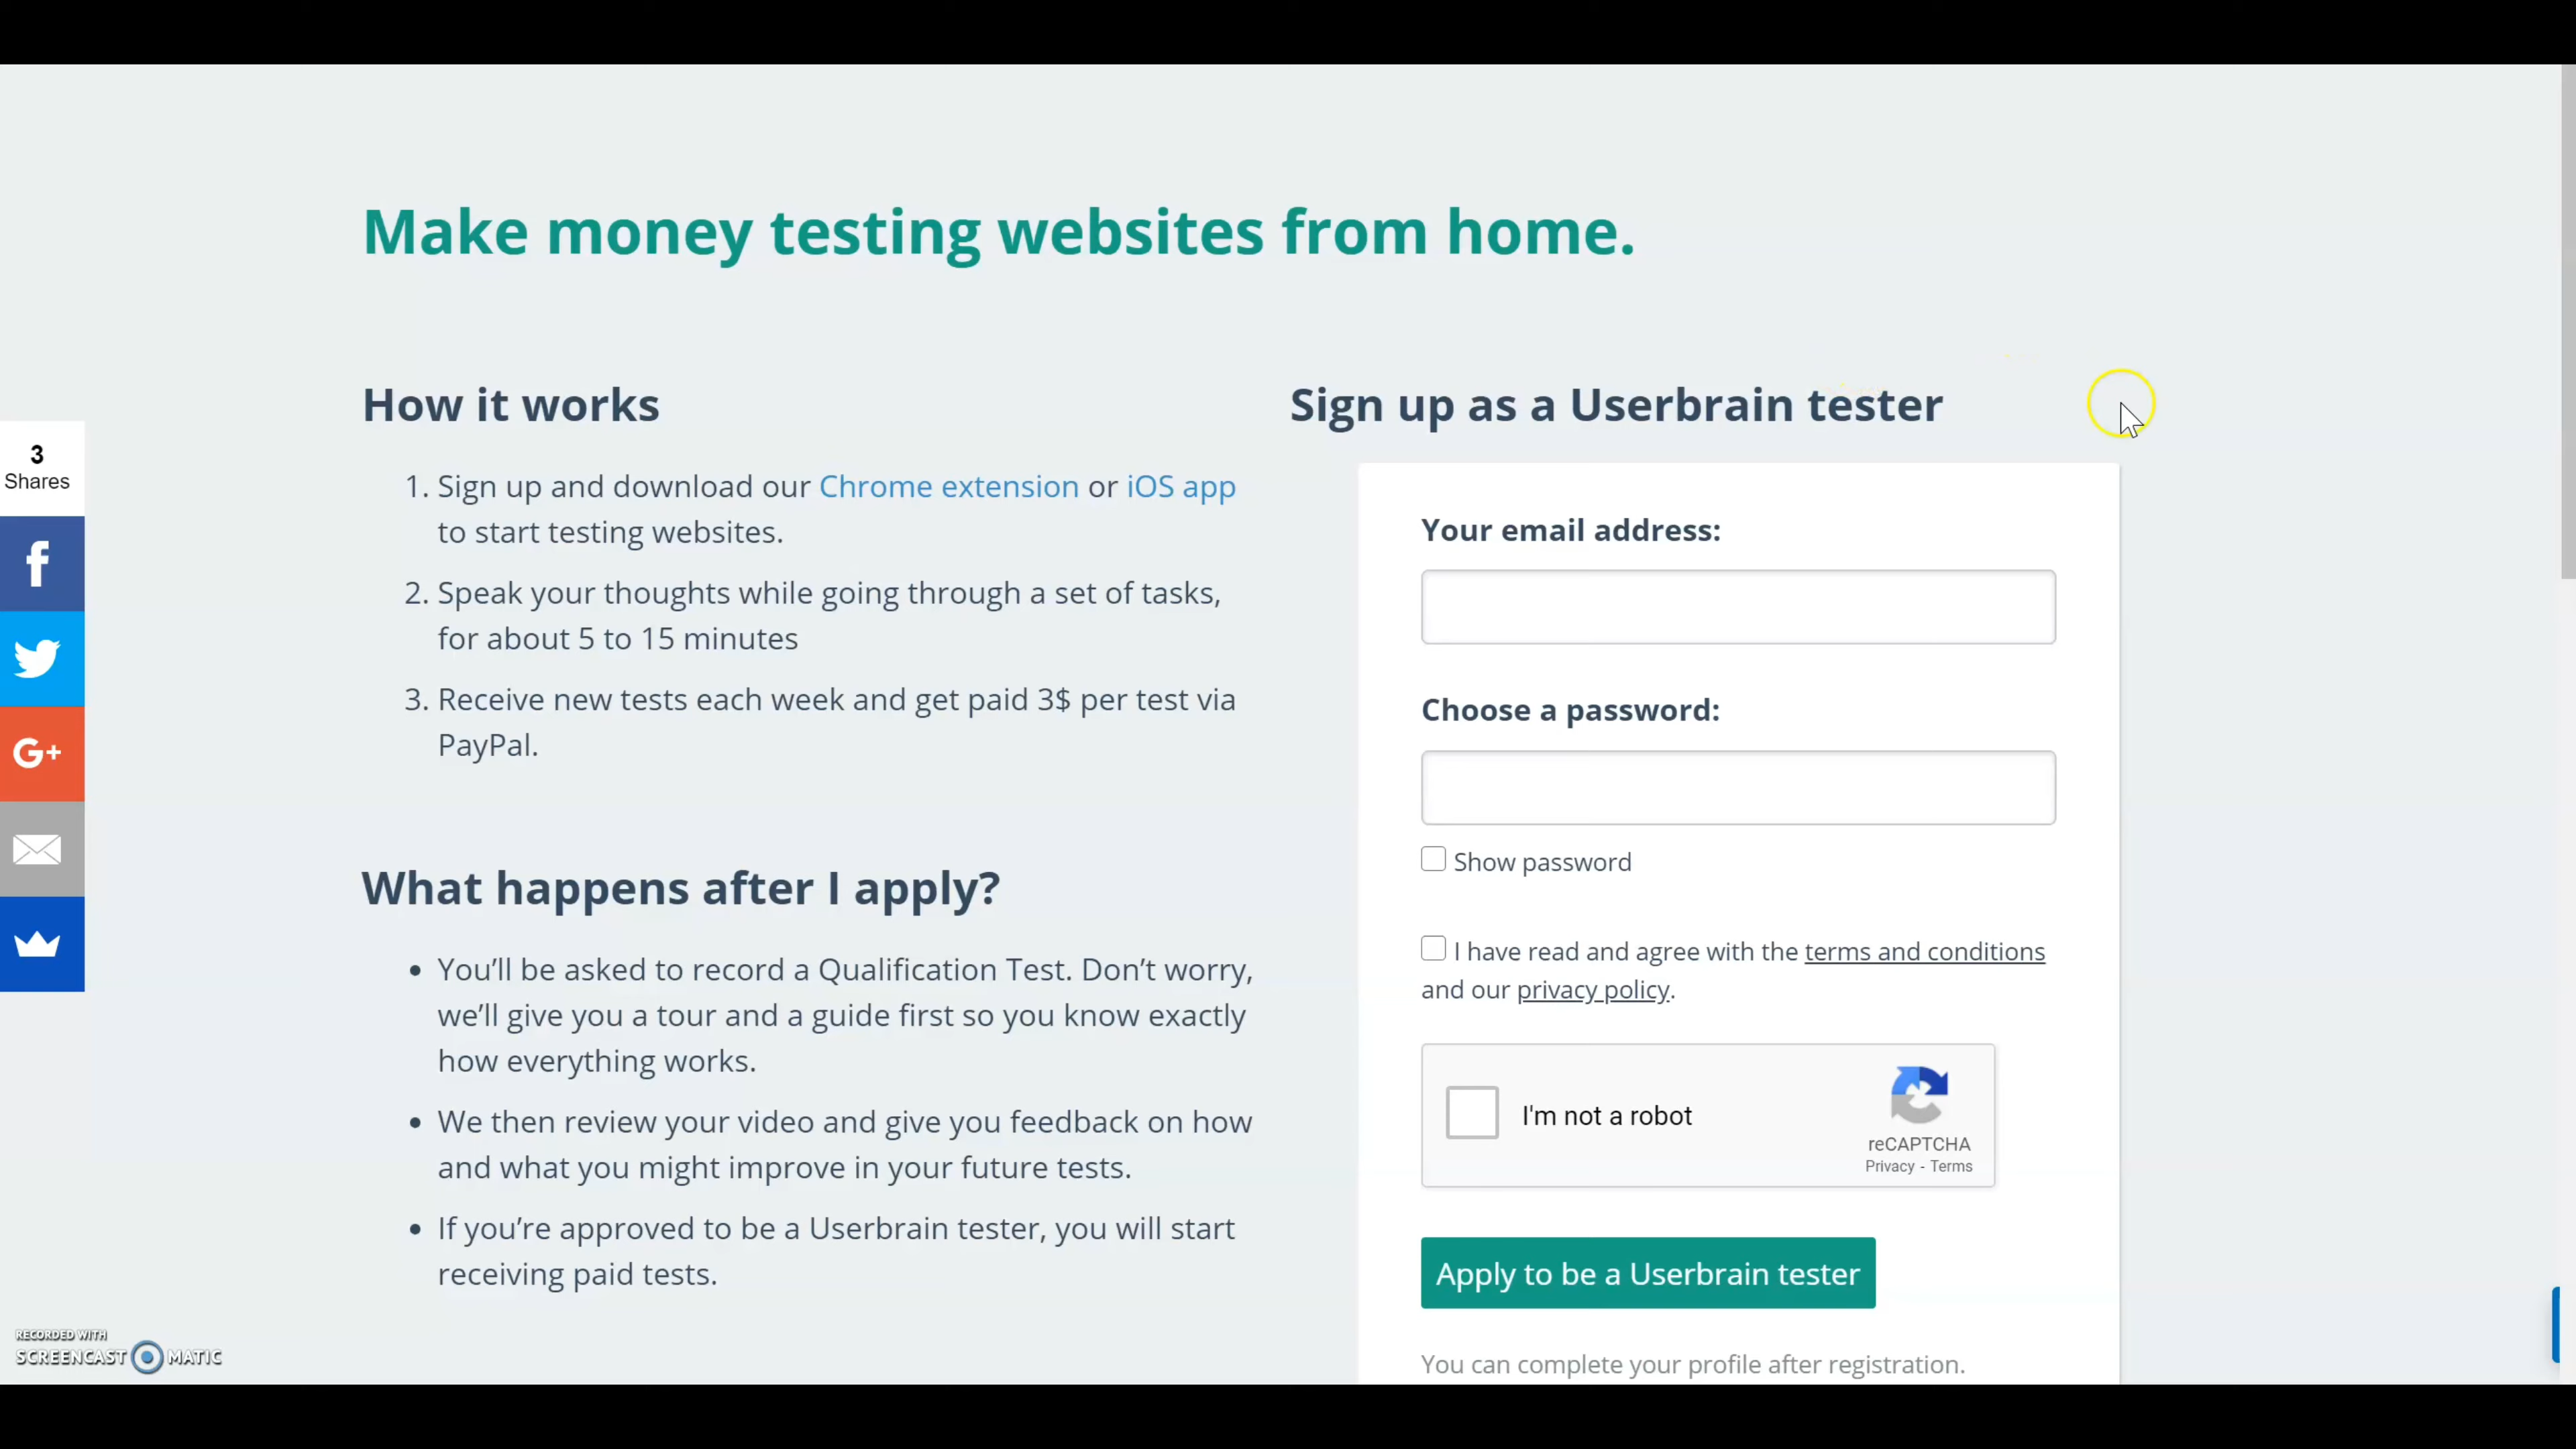 Make money testing websites from home.
How it works
1. Sign up and download our Chrome extension or iOS app
to start testing websites.
2. Speak your thoughts while going through a set of tasks,
for about 5 to 15 minutes
3. Receive new tests each week and get paid 3$ per test via
PayPal.
What happens after I apply?
• You'll be asked to record a Qualification Test. Don't worry,
we'll give you a tour and a guide first so you know exactly
how everything works.
• We then review your video and give you feedback on how
and what you might improve in your future tests.
• If you're approved to be a Userbrain tester, you will start
receiving paid tests.
Sign up as a Userbrain tester
Your email address:
Choose a password:
Show password
I have read and agree with the terms and conditions
and our privacy policy.
I'm not a robot
reCAPTCHA
Privacy - Terms
Apply to be a Userbrain tester
You can complete your profile after registration.
3
Shares
f
G+
RECORDED WITH
SCREENCAST MATIC